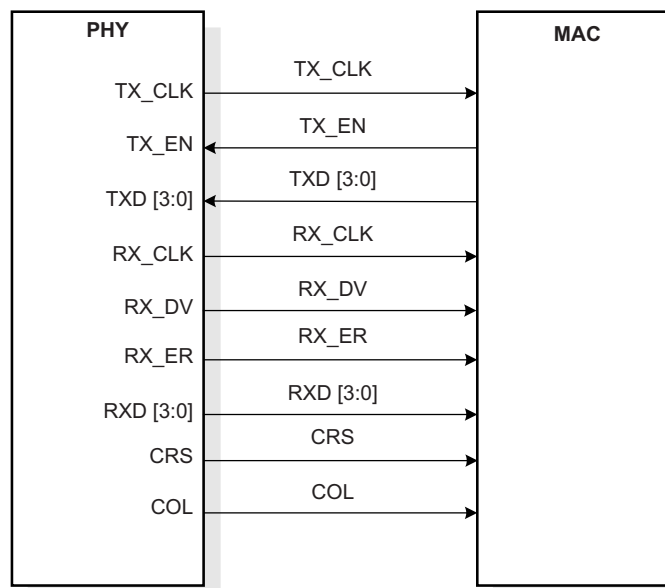 PHY
MAC
TX_CLK
TX_CLK
TX_EN
TX_EN
TXD [3:0]
TXD [3:0]
RX_CLK
RX_CLK
RX_DV
RX_DV
RX_ER
RX_ER
RXD [3:0]
RXD [3:0]
CRS
CRS
COL
COL